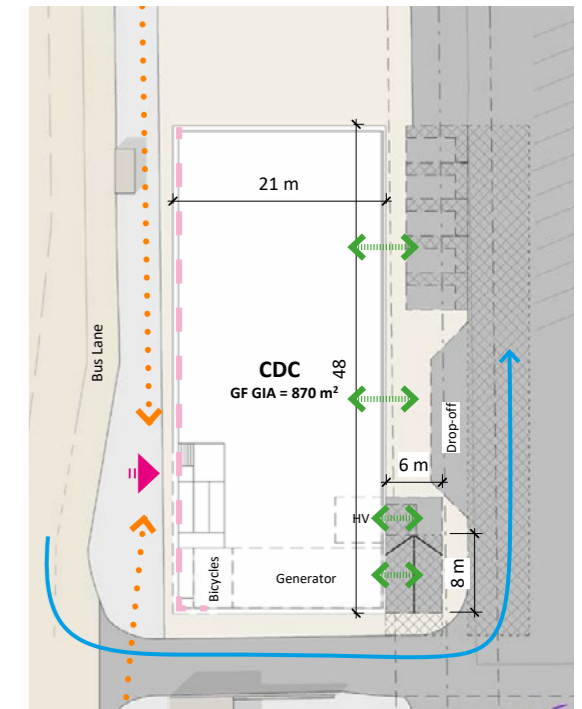 21 m
Bus Lane
CDC
GF GIA = 870 m²
48
Drop-off
6 m
HV
Bicycles
Generator
8 m